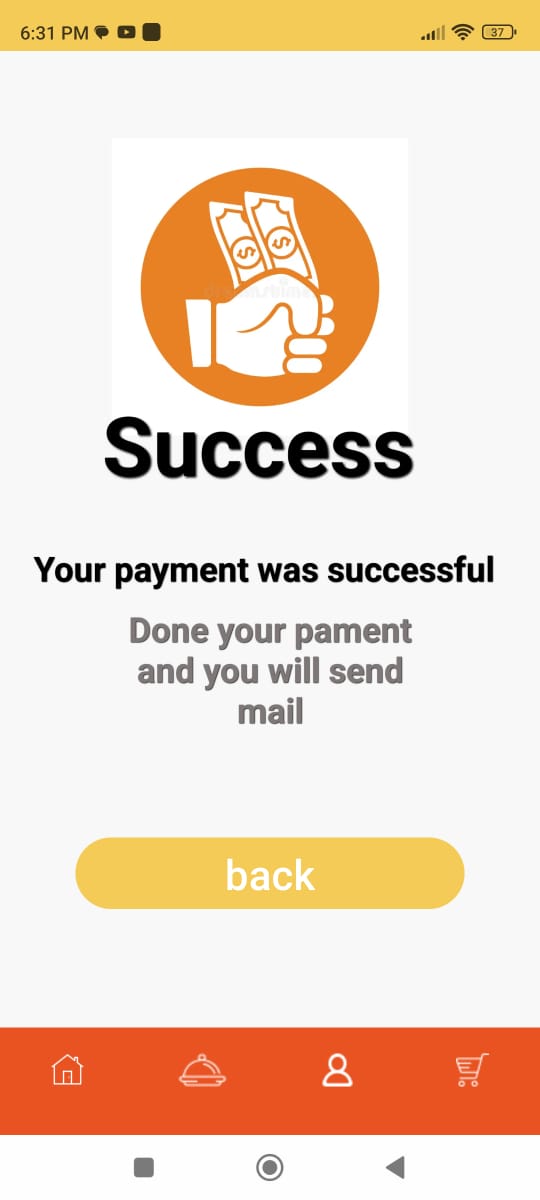 6:31 PM
37
Success
Your payment was successful
Done your pament
and you will send
mail
back